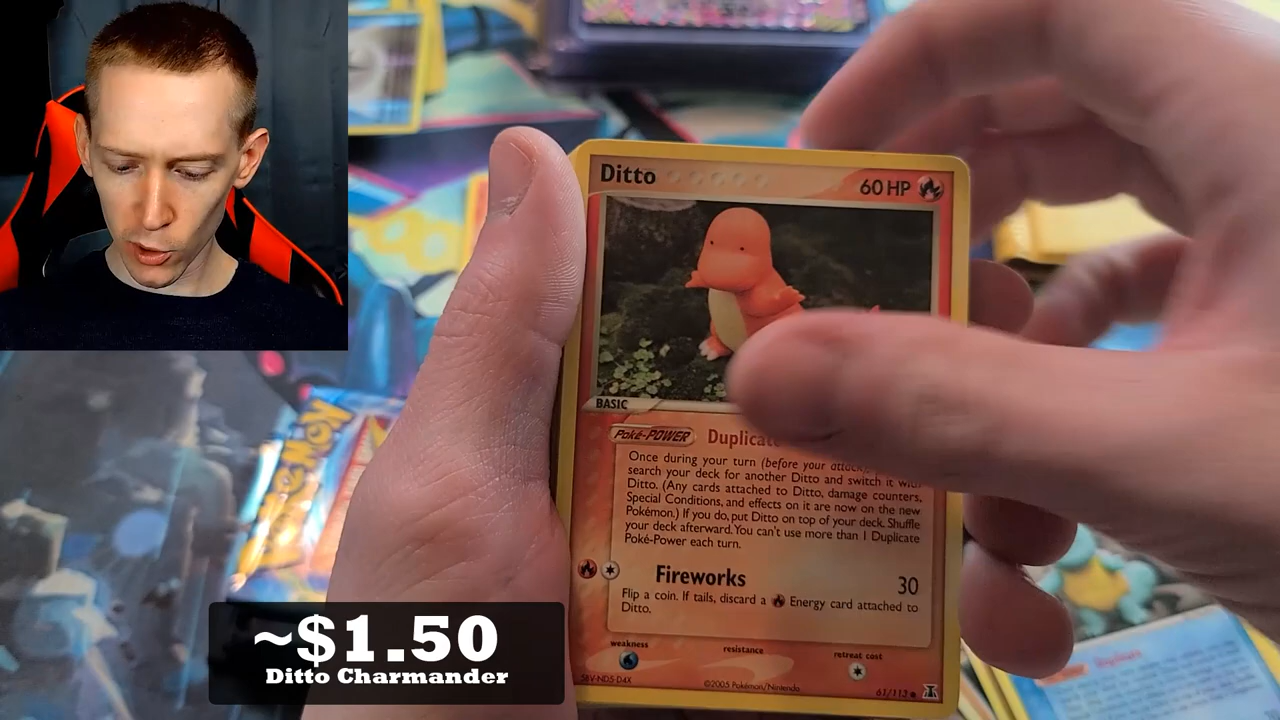 Ditto
60 HP
BASIC
Poké-POWER Duplicate
Once during your turn (before your attack),
search your deck for another Ditto and switch it with
Ditto. (Any cards attached to Ditto, damage counters,
Special Conditions, and effects on it are now on the new
Pokémon.) If you do, put Ditto on top of your deck. Shuffle
your deck afterward. You can't use more than 1 Duplicate
Poké-Power each turn.
Fireworks 30
Flip a coin. If tails, discard a Energy card attached to
Ditto.
weakness resistance retreat cost
©2005 Pokémon/Nintendo
61/113
POKéMON
~$1.50
Ditto Charmander